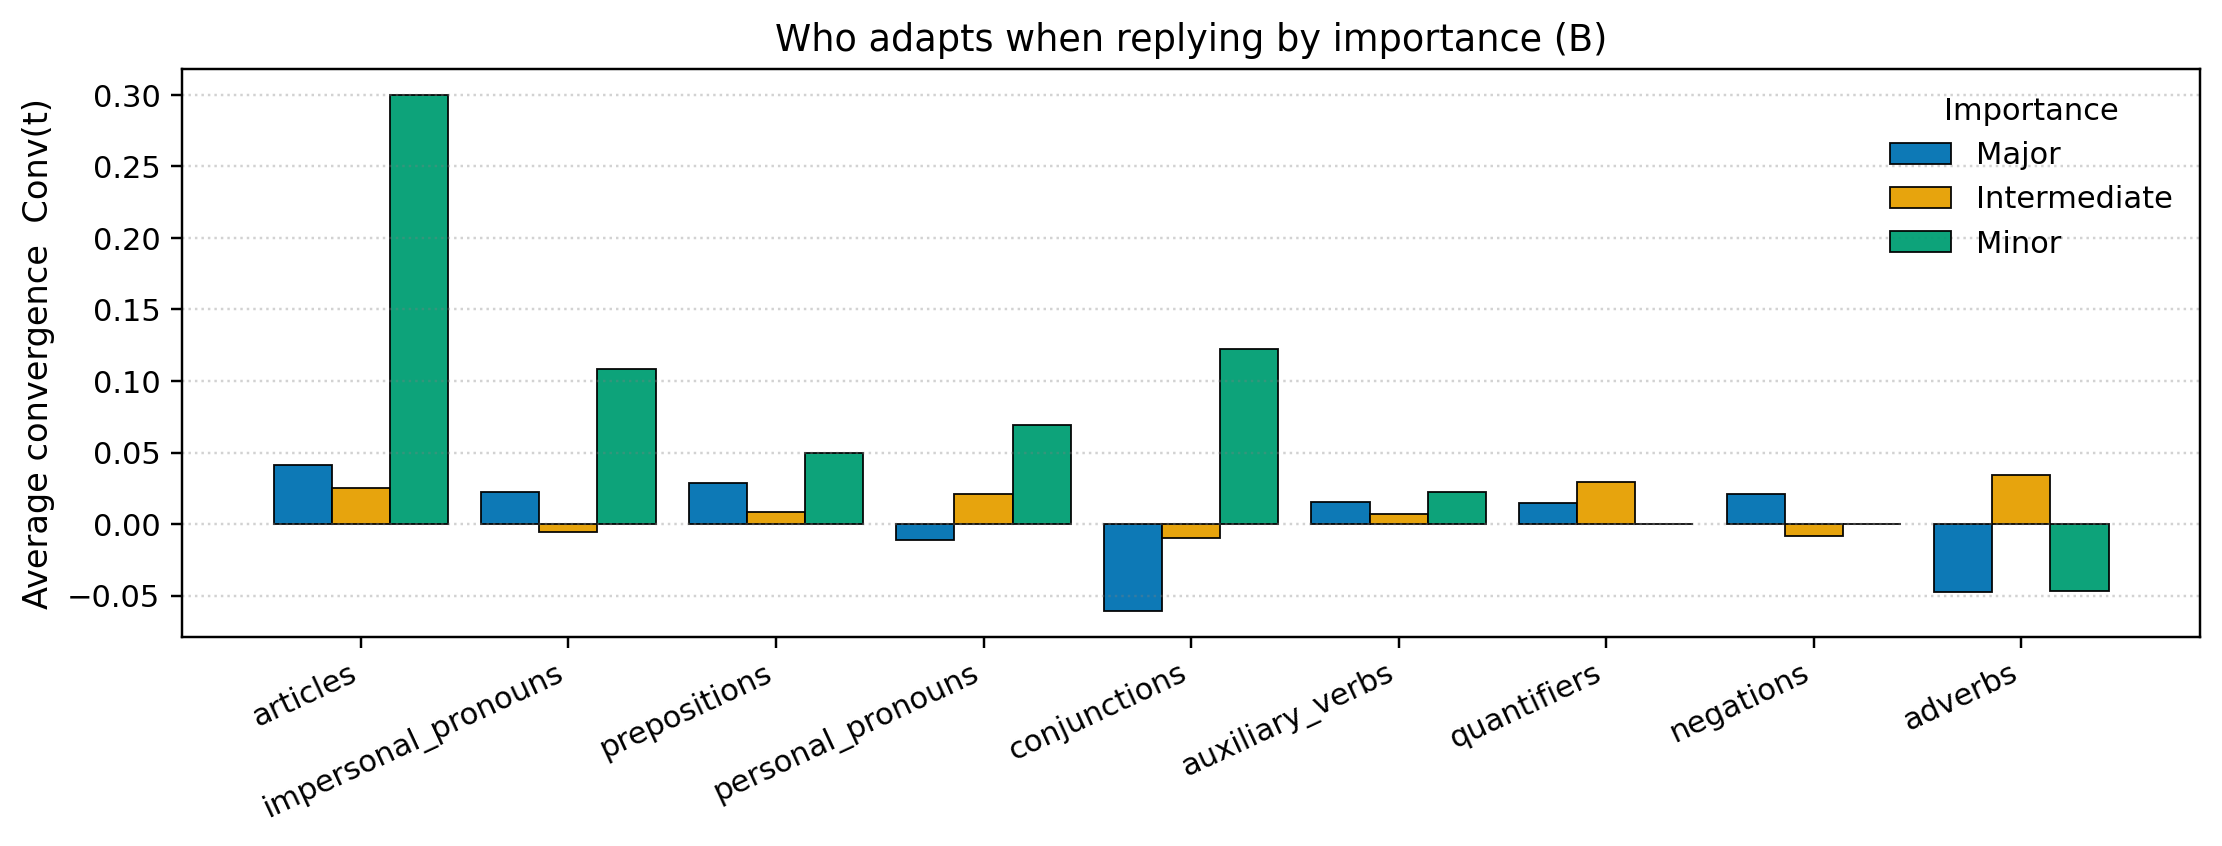 Who adapts when replying by importance (B)
Average convergence Conv(t)
0.30
0.25
0.20
0.15
0.10
0.05
0.00
−0.05
Importance
Major
Intermediate
Minor
articles
impersonal_pronouns
prepositions
personal_pronouns
conjunctions
auxiliary_verbs
quantifiers
negations
adverbs